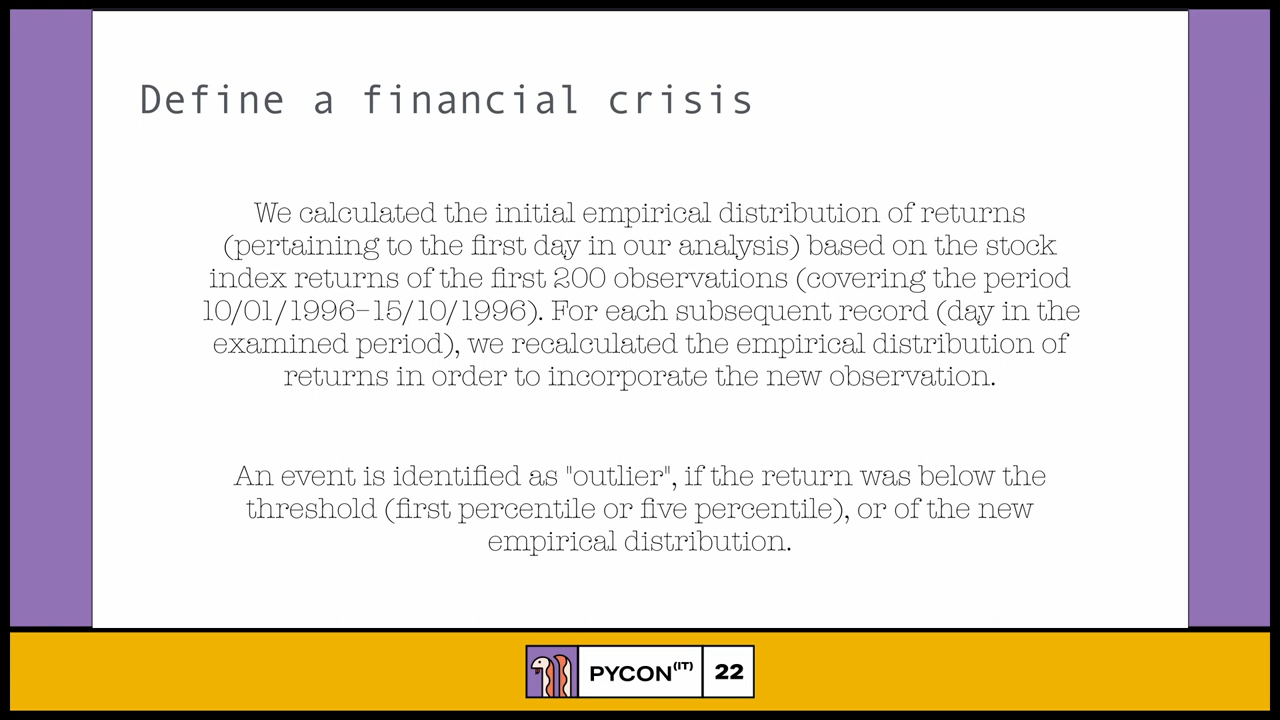 Define a financial crisis
We calculated the initial empirical distribution of returns
(pertaining to the first day in our analysis) based on the stock
index returns of the first 200 observations (covering the period
10/01/1996-15/10/1996). For each subsequent record (day in the
examined period), we recalculated the empirical distribution of
returns in order to incorporate the new observation.
An event is identified as "outlier", if the return was below the
threshold (first percentile or five percentile), or of the new
empirical distribution.
PYCON(IT) 22